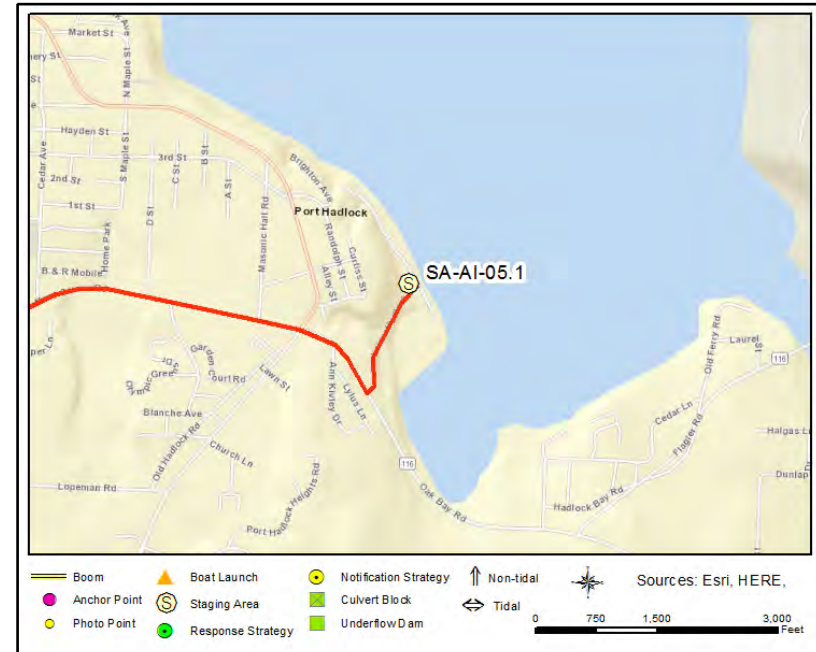 Market St
N Maple St
Cedar Ave
Hayden St
S Maple St
3rd St
B St
C St
A St
2nd St
1st St
D St
Home Park
Masonic Hall Rd
Brighton Ave
Port Hadlock
Randolph St
Curtiss St
Alley St
B & R Mobile
SA-AI-05.1
Garden Court Rd
Lawn St
Ann Kivley Dr
Lylus Ln
Blanche Ave
Old Hadlock Rd
Church Ln
Lopeman Rd
Port Hadlock Heights Rd
116
Oak Bay Rd
Old Ferry Rd
Laurel St
116
Cedar Ln
Flagler Rd
Halgas Ln
Hadlock Bay Rd
Dunlap
Boom
Boat Launch
Notification Strategy
Non-tidal
Sources: Esri, HERE,
Anchor Point
S Staging Area
Culvert Block
Tidal
Photo Point
Response Strategy
Underflow Dam
0 750 1,500 3,000
Feet